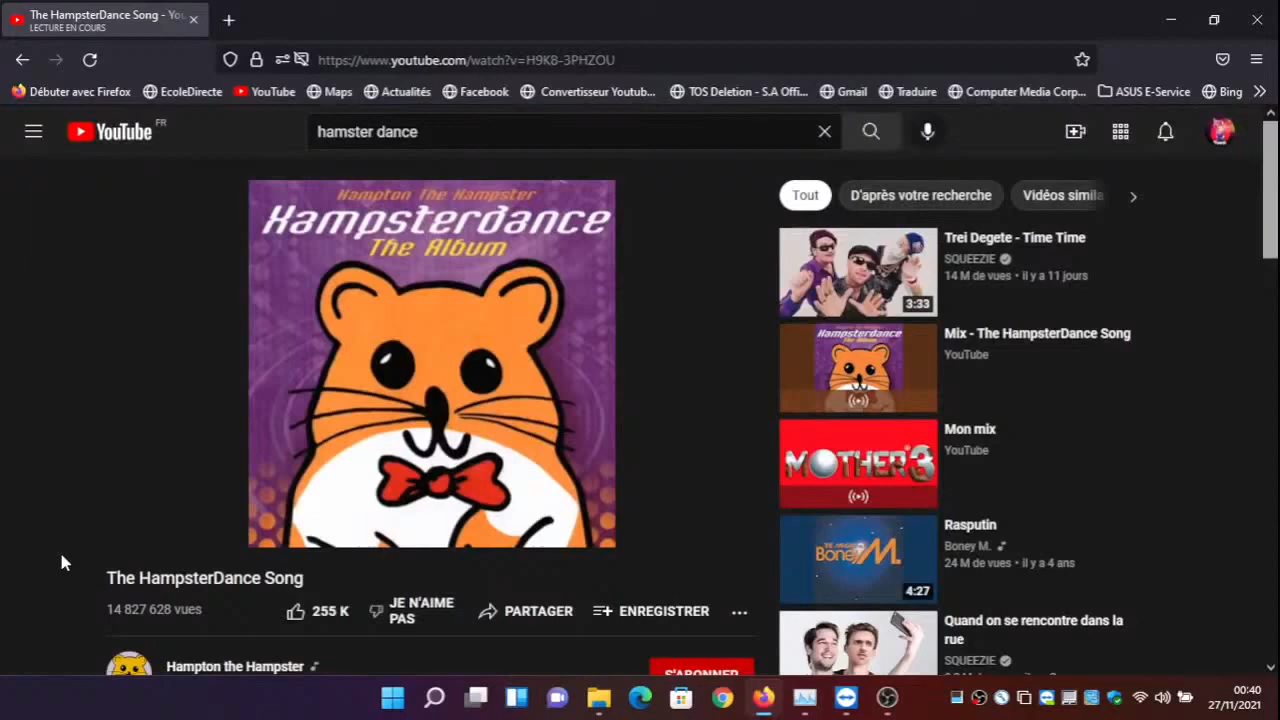 The HampsterDance Song - You
LECTURE EN COURS
https://www.youtube.com/watch?v=H9K8-3PHZOU
Débuter avec Firefox
EcoleDirecte
YouTube
Maps
Actualités
Facebook
Convertisseur Youtub...
TOS Deletion - S.A Offi...
Gmail
Traduire
Computer Media Corp...
ASUS E-Service
Bing
YouTube FR
hamster dance
Hampton The Hampster
Hampsterdance
The Album
The HampsterDance Song
14 827 628 vues
255 K
JE N'AIME
PAS
PARTAGER
ENREGISTRER
Hampton the Hampster
S'ABONNER
Tout
D'après votre recherche
Vidéos simila
3:33
Trei Degete - Time Time
SQUEEZIE
14 M de vues • il y a 11 jours
Hampsterdance
The Album
Mix - The HampsterDance Song
YouTube
MOTHER 3
Mon mix
YouTube
Boney M.
4:27
Rasputin
Boney M.
24 M de vues • il y a 4 ans
Quand on se rencontre dans la
rue
SQUEEZIE
00:40
27/11/2021